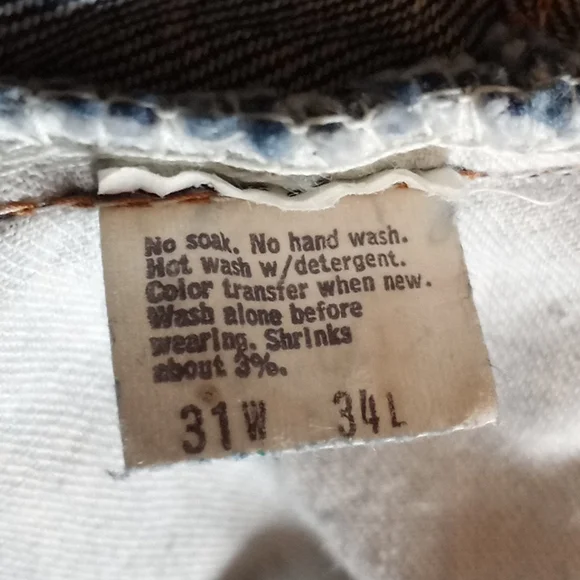 No soak. No hand wash.
Hot wash w/detergent.
Color transfer when new.
Wash alone before
wearing. Shrinks
about 3%.
31W 34L